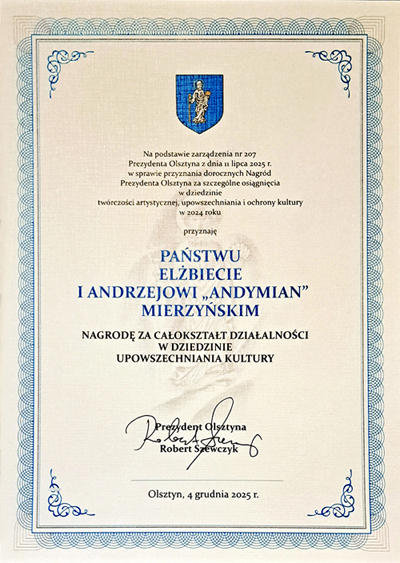 Na podstawie zarządzenia nr 207
Prezydenta Olsztyna z dnia 11 lipca 2025 r.
w sprawie przyznania dorocznych Nagród
Prezydenta Olsztyna za szczególne osiągnięcia
w dziedzinie
twórczości artystycznej, upowszechniania i ochrony kultury
w 2024 roku
przyznaję
PAŃSTWU
ELŻBIECIE
I ANDRZEJOWI „ANDYMIAN”
MIERZYŃSKIM
NAGRODĘ ZA CAŁOKSZTAŁT DZIAŁALNOŚCI
W DZIEDZINIE
UPOWSZECHNIANIA KULTURY
Prezydent Olsztyna
Robert Szewczyk
Olsztyn, 4 grudnia 2025 r.